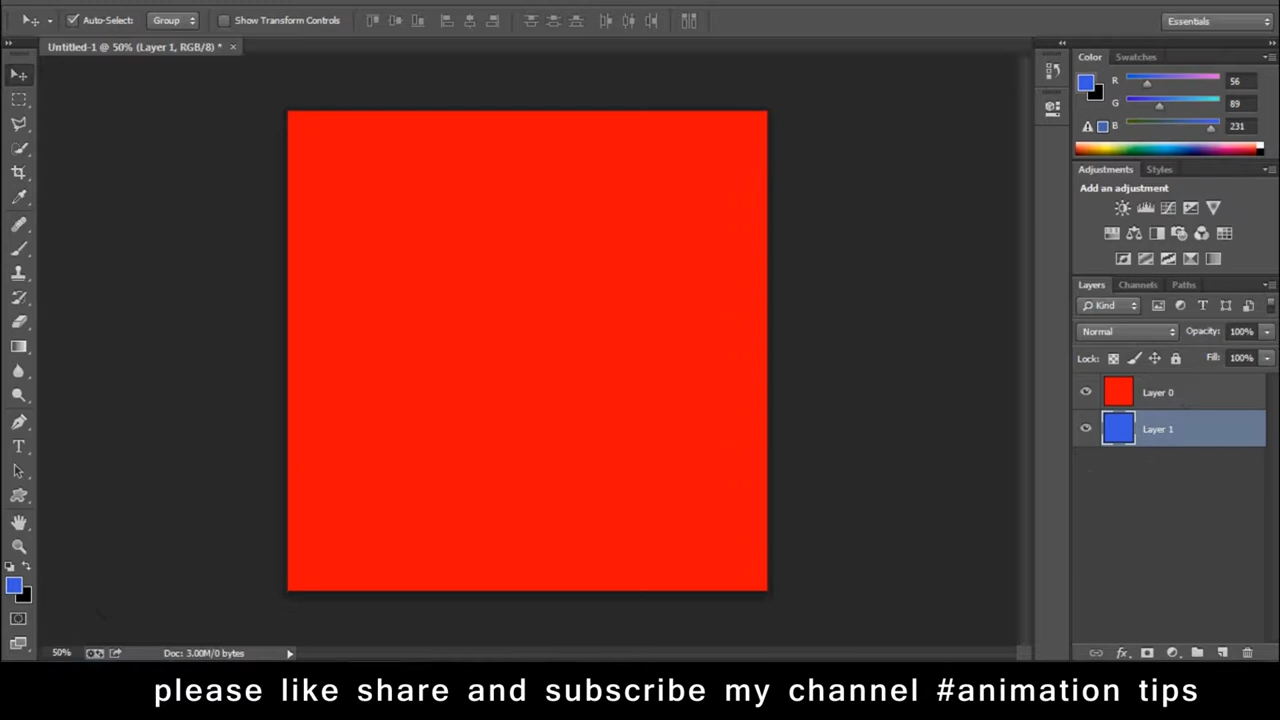 Auto-Select: Group Show Transform Controls Essentials
Untitled-1 @ 50% (Layer 1, RGB/8) *
Color Swatches
R 56
G 89
B 231
Adjustments Styles
Add an adjustment
Layers Channels Paths
Kind
Normal Opacity: 100%
Lock: Fill: 100%
Layer 0
Layer 1
50% Doc: 3.00M/0 bytes
please like share and subscribe my channel #animation tips